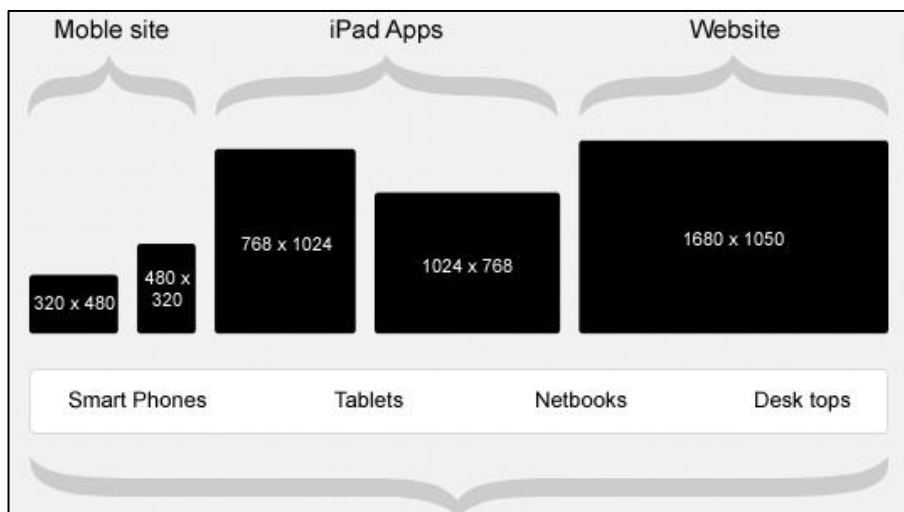 Moble site
iPad Apps
Website
320 x 480
480 x
320
768 x 1024
1024 x 768
1680 x 1050
Smart Phones
Tablets
Netbooks
Desk tops